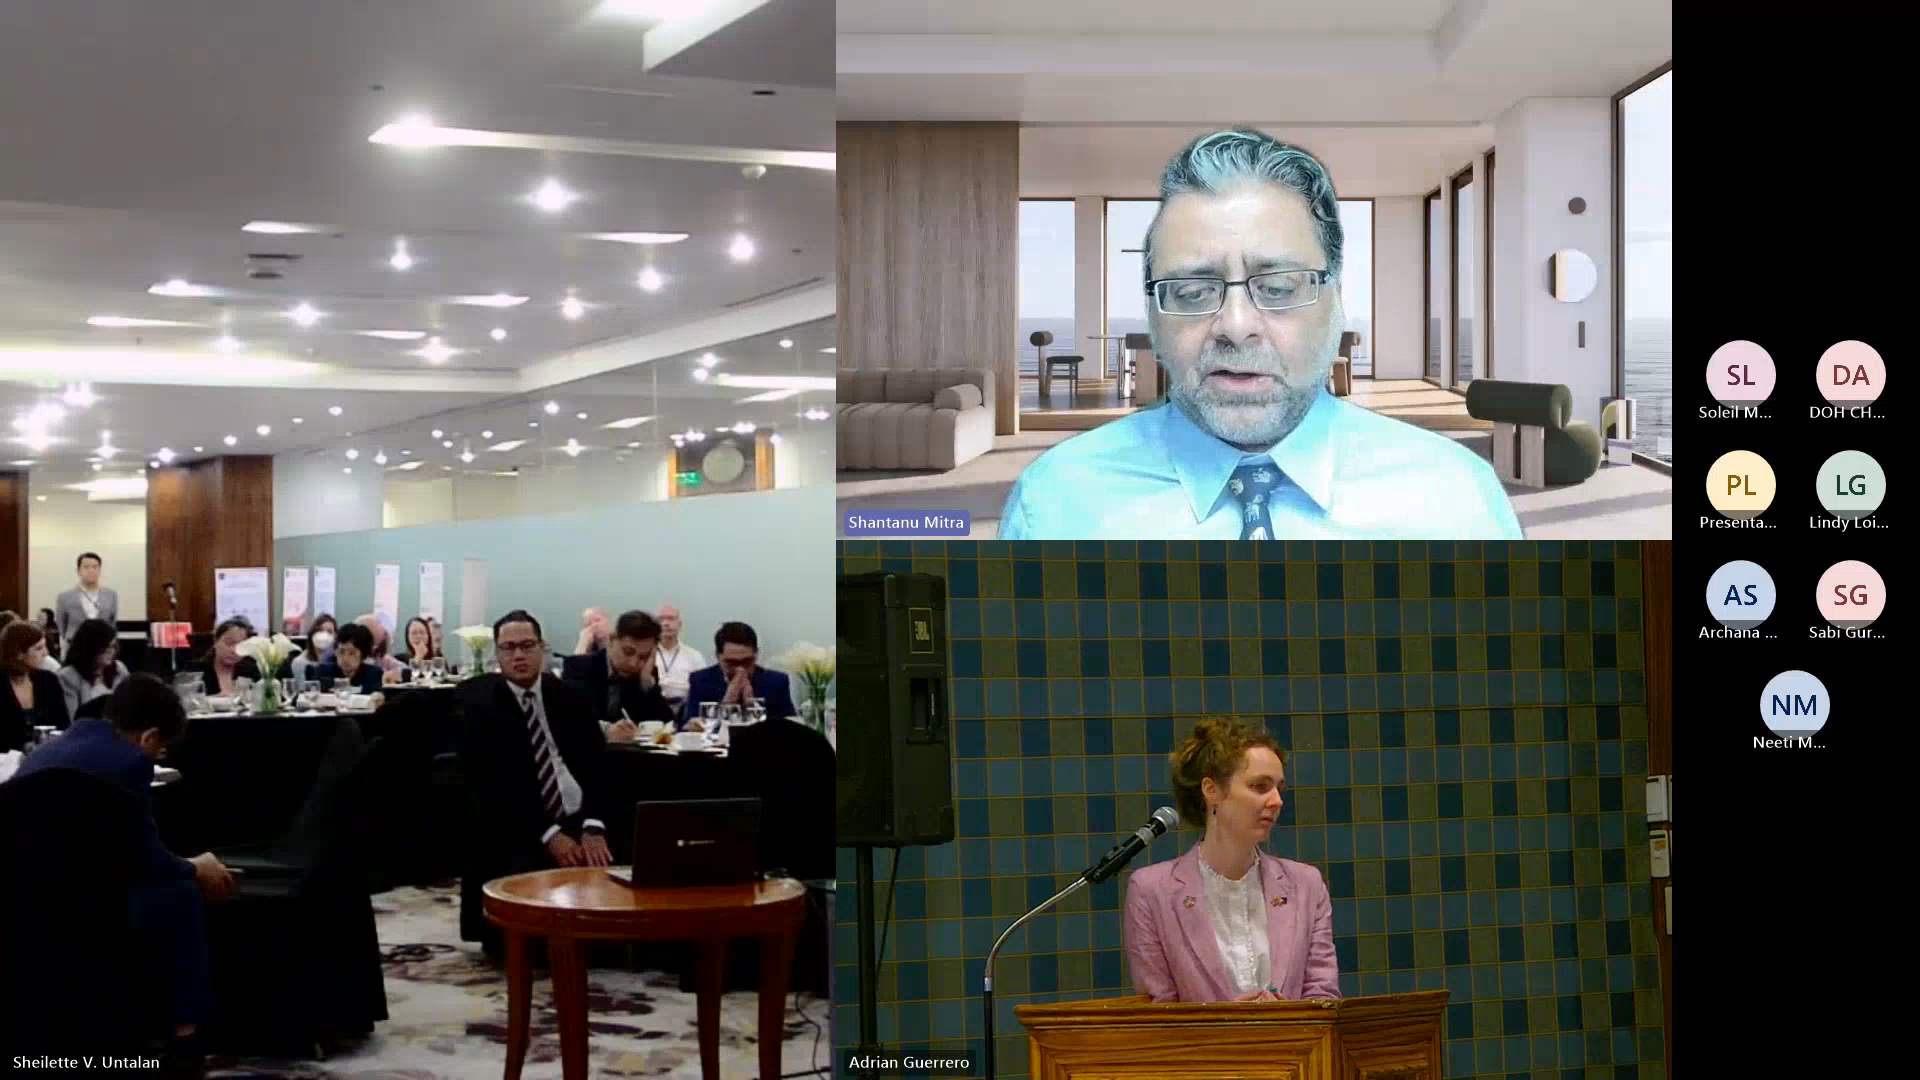 Sheilette V. Untalan
Shantanu Mitra
JBL
Adrian Guerrero
SL
Soleil M...
DA
DOH CH...
PL
Presenta...
LG
Lindy Loi...
AS
Archana ...
SG
Sabi Gur...
NM
Neeti M...